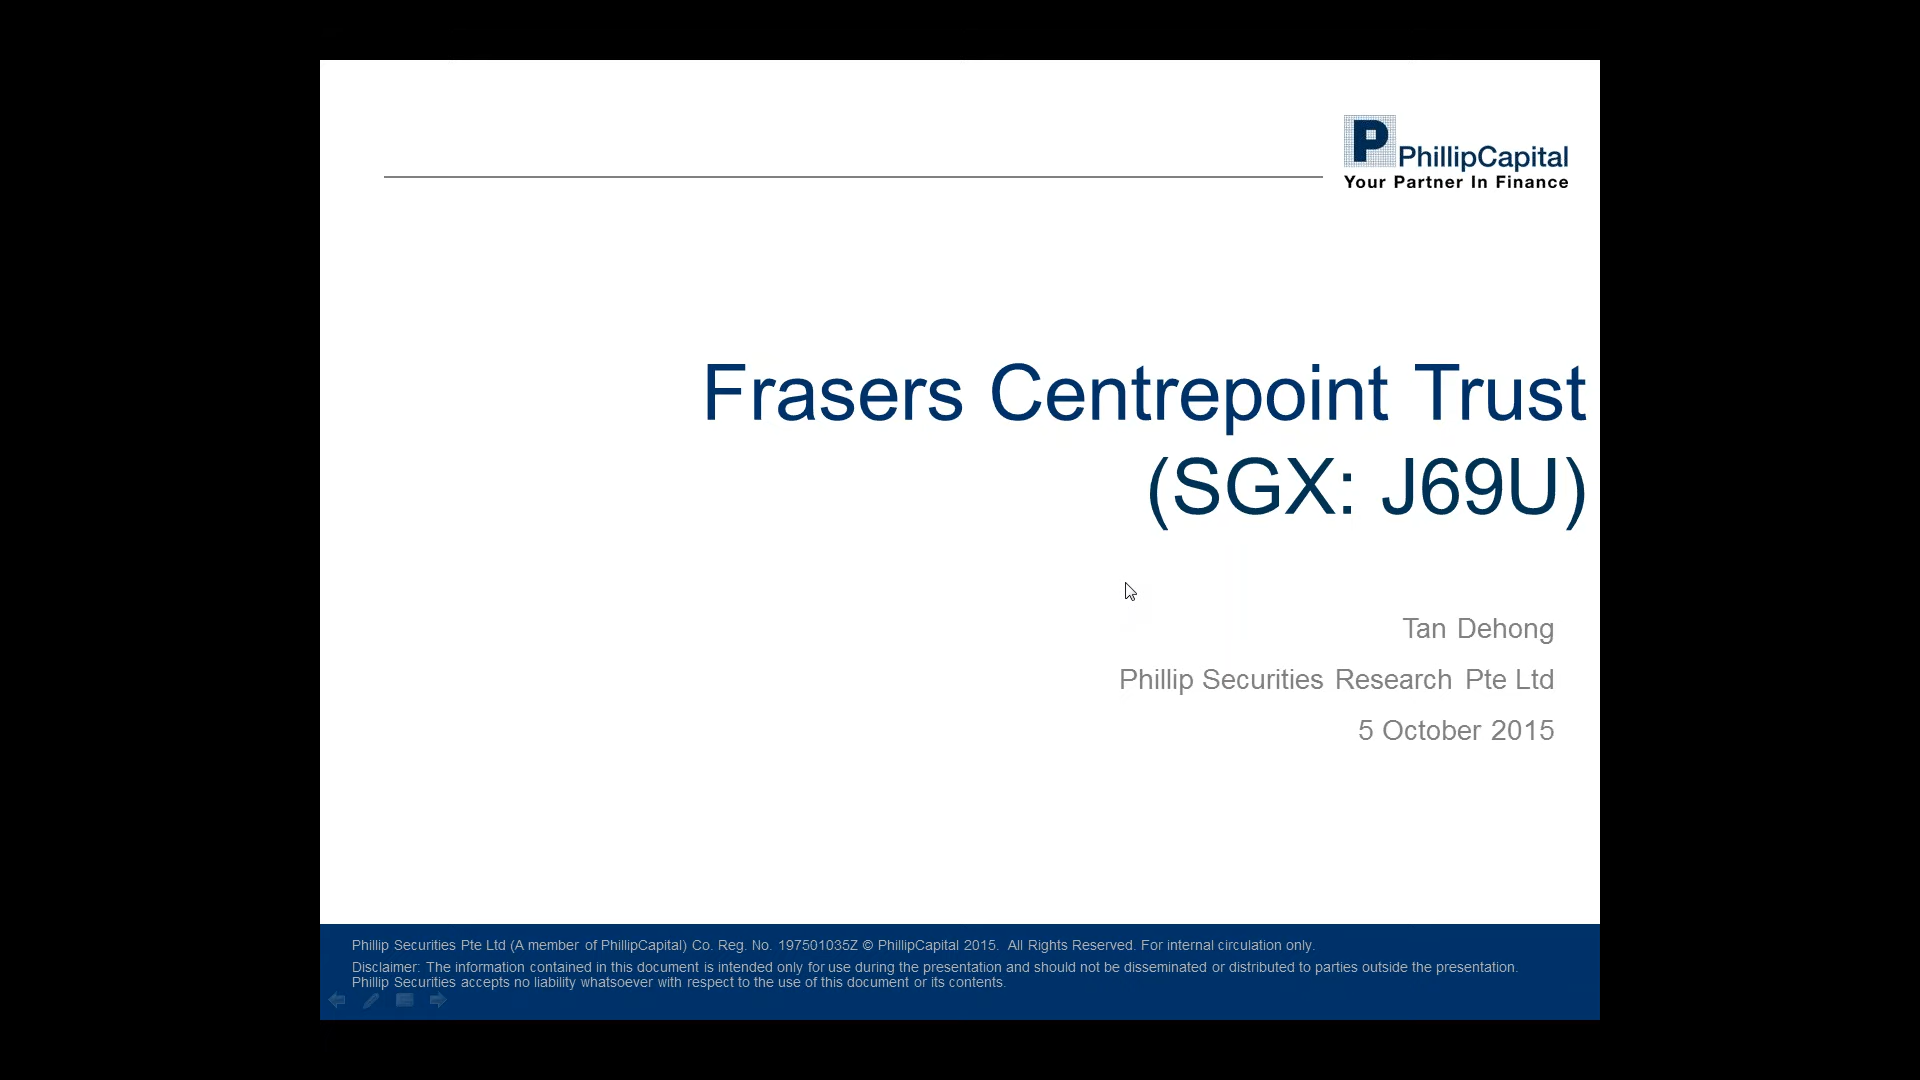 P
PhillipCapital
Your Partner In Finance
Frasers Centrepoint Trust
(SGX: J69U)
Tan Dehong
Phillip Securities Research Pte Ltd
5 October 2015
Phillip Securities Pte Ltd (A member of PhillipCapital) Co. Reg. No. 197501035Z © PhillipCapital 2015. All Rights Reserved. For internal circulation only.
Disclaimer: The information contained in this document is intended only for use during the presentation and should not be disseminated or distributed to parties outside the presentation.
Phillip Securities accepts no liability whatsoever with respect to the use of this document or its contents.